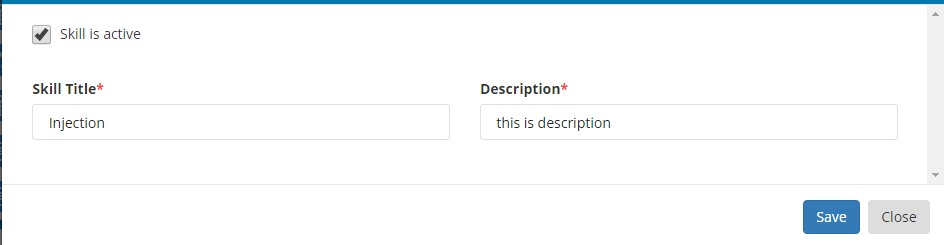 Skill is active
Skill Title* Description*
Injection this is description
Save Close